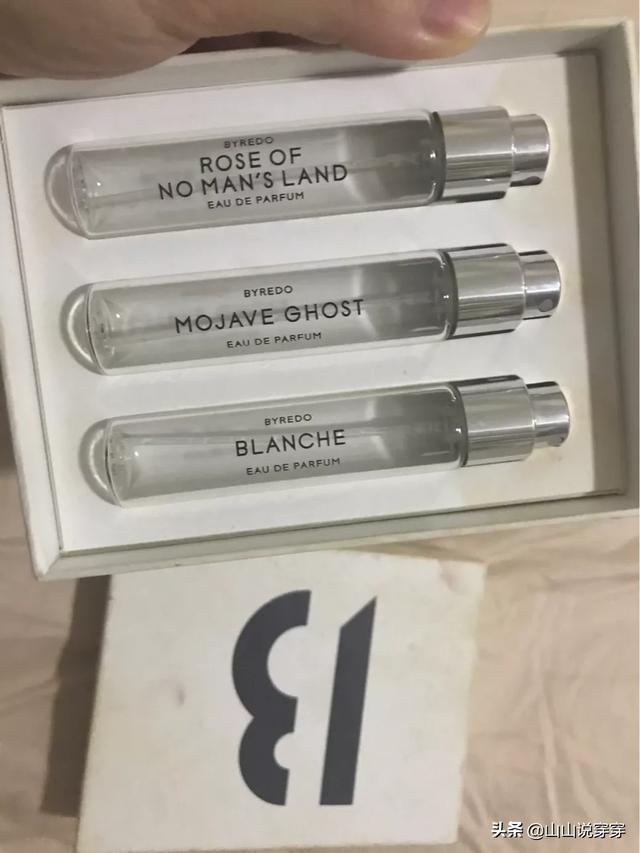 BYREDO
ROSE OF
NO MAN'S LAND
EAU DE PARFUM
BYREDO
MOJAVE GHOST
EAU DE PARFUM
BYREDO
BLANCHE
EAU DE PARFUM
B
头条 @山山说穿穿